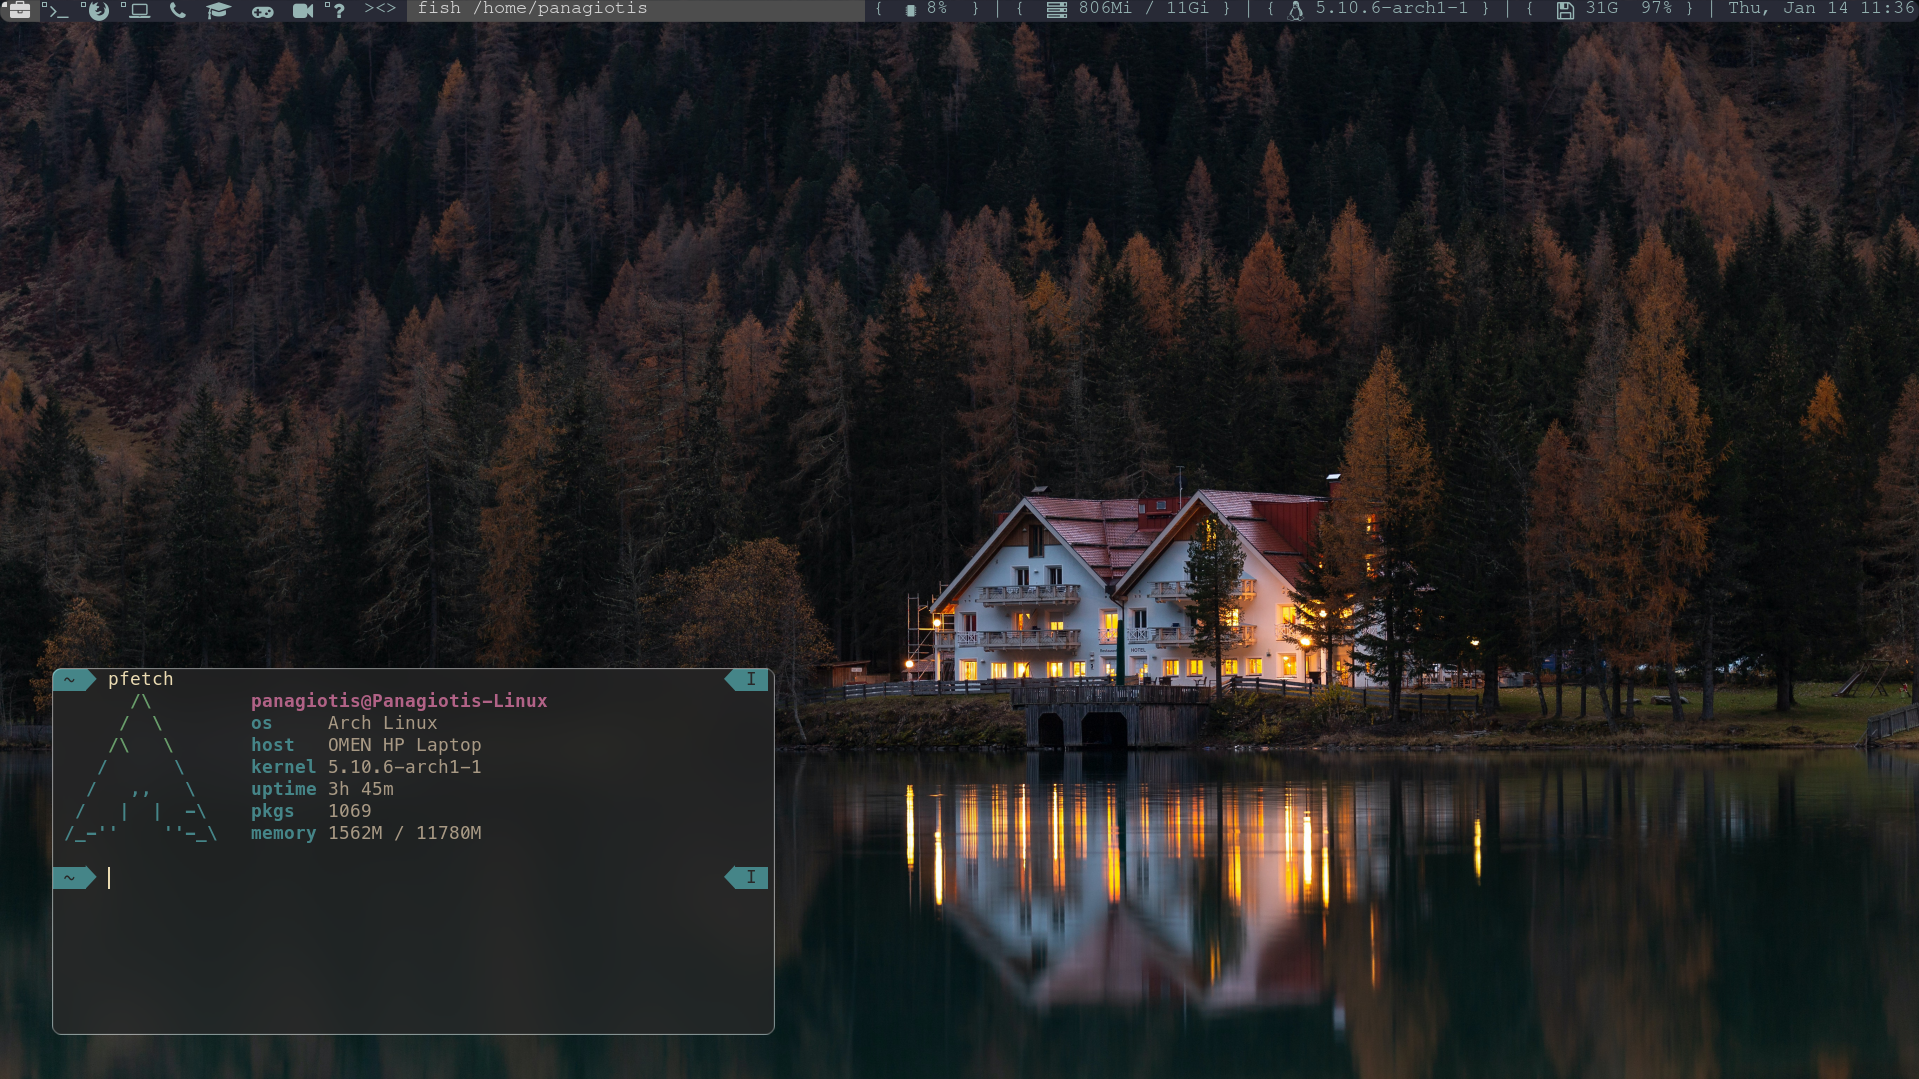 ><> fish /home/panagiotis { 8% } | { 806Mi / 11Gi } | { 5.10.6-arch1-1 } | { 31G 97% } | Thu, Jan 14 11:36
~ pfetch I
panagiotis@Panagiotis-Linux
os Arch Linux
host OMEN HP Laptop
kernel 5.10.6-arch1-1
uptime 3h 45m
pkgs 1069
memory 1562M / 11780M
~ I
HOTEL